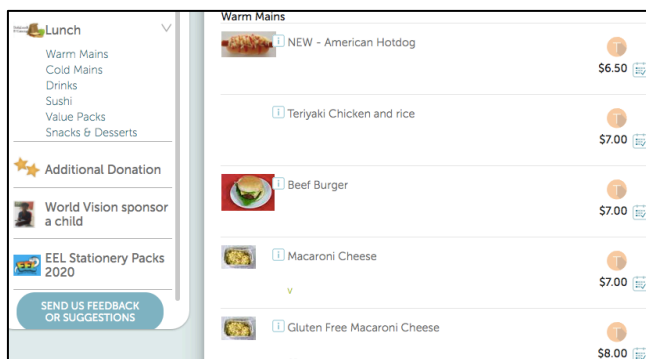 Lunch
Warm Mains
Cold Mains
Drinks
Sushi
Value Packs
Snacks & Desserts
Additional Donation
World Vision sponsor
a child
EEL Stationery Packs
2020
SEND US FEEDBACK
OR SUGGESTIONS
Warm Mains
i NEW - American Hotdog
T
$6.50
i Teriyaki Chicken and rice
T
$7.00
i Beef Burger
T
$7.00
i Macaroni Cheese
T
v
$7.00
i Gluten Free Macaroni Cheese
T
$8.00